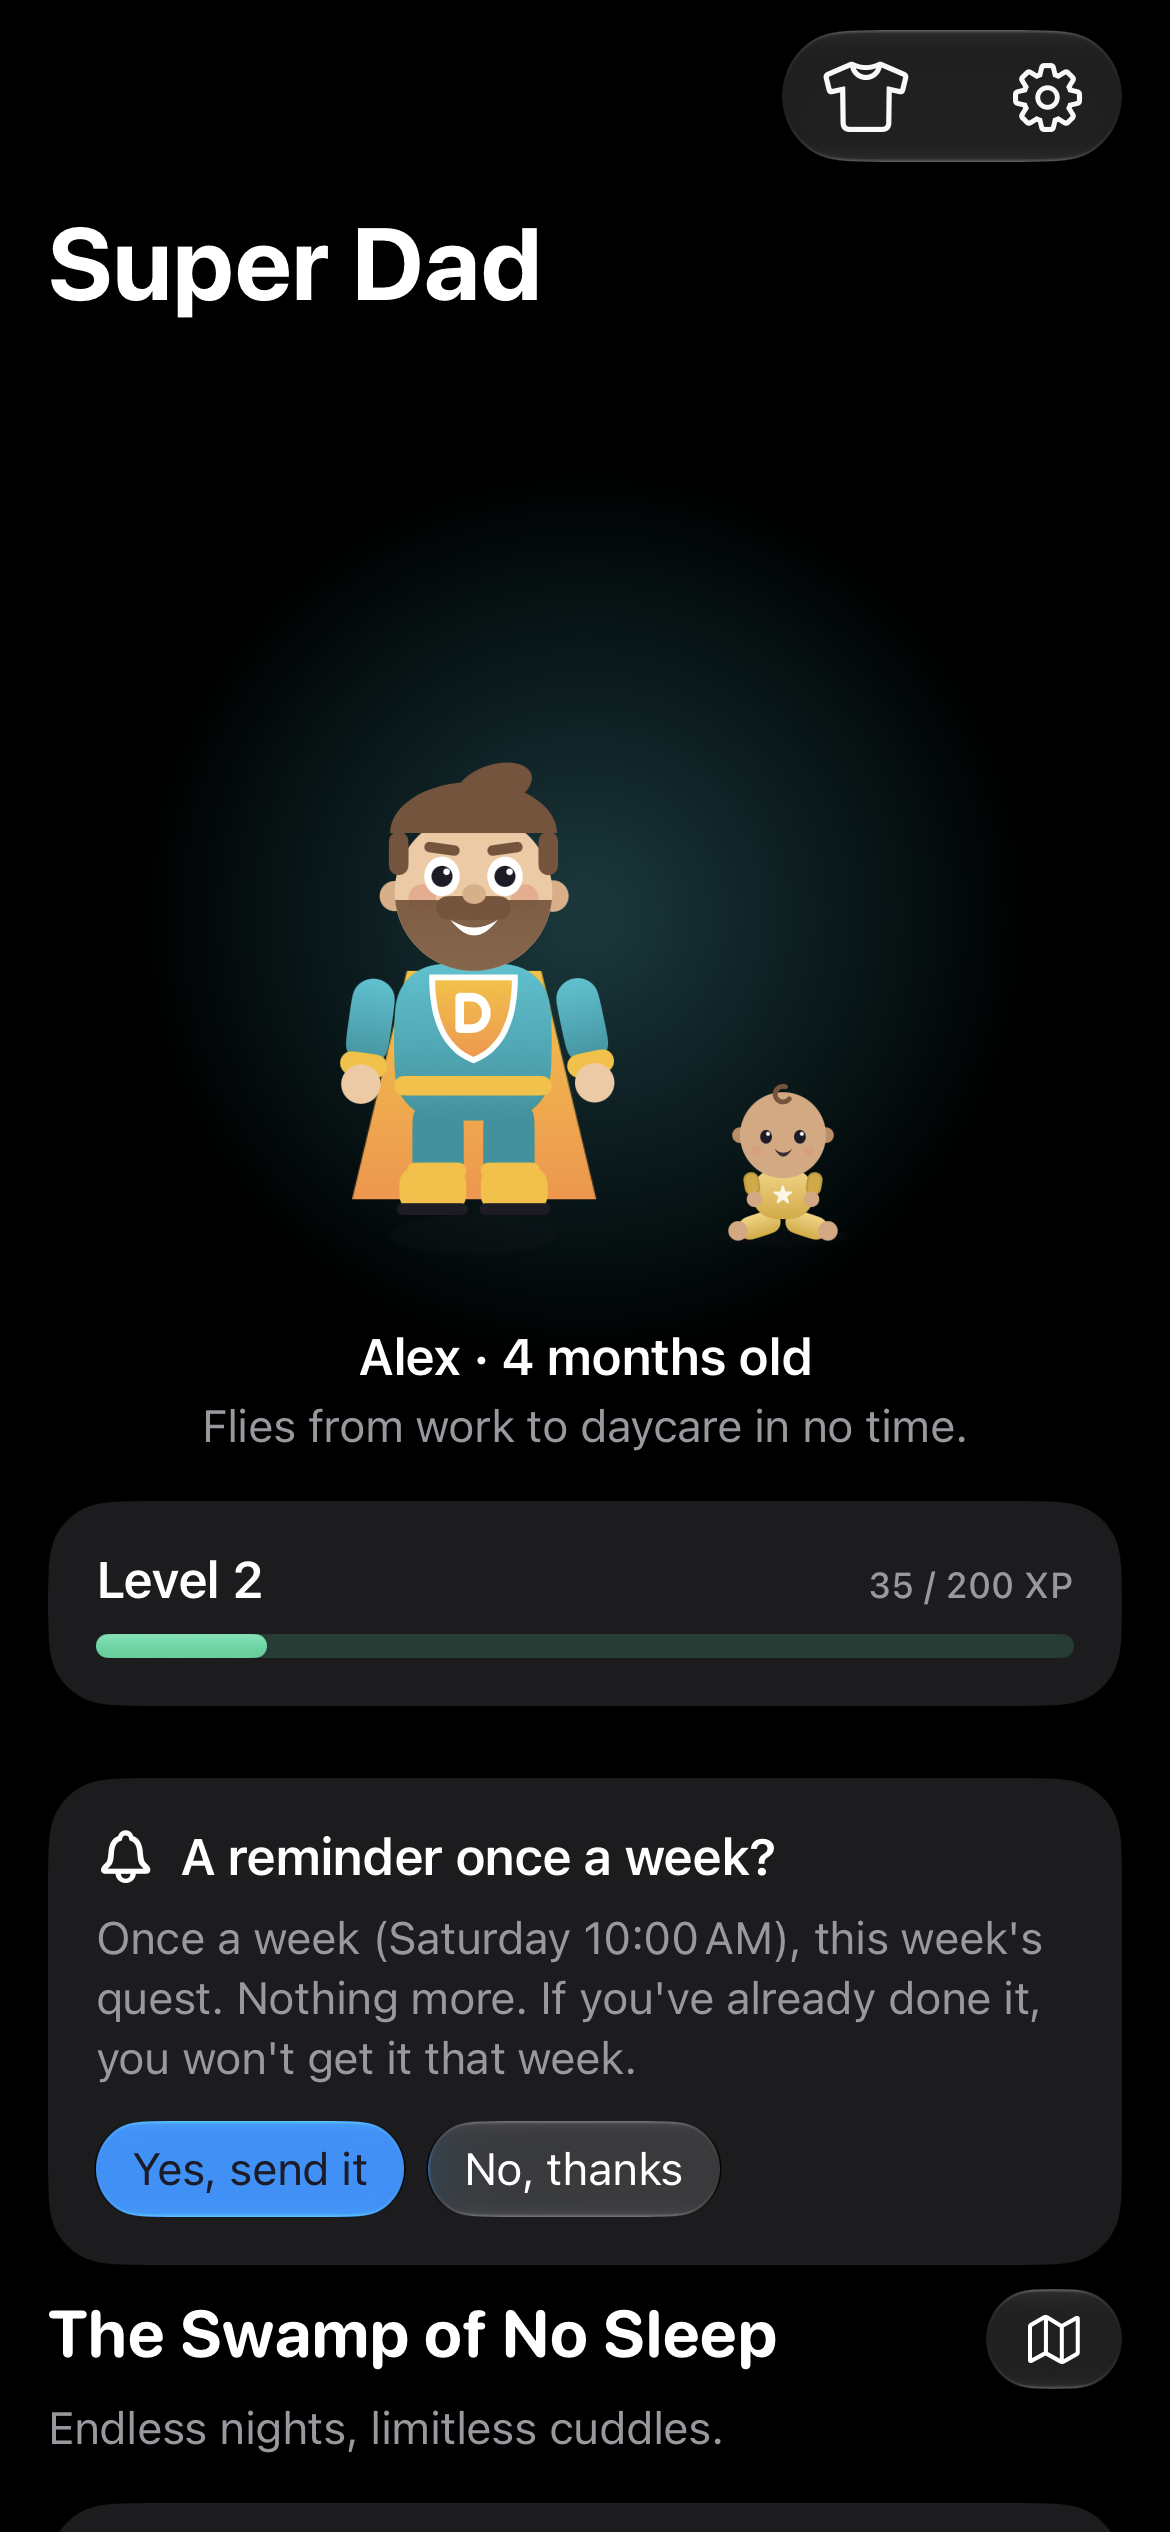 Super Dad
D
Alex · 4 months old
Flies from work to daycare in no time.
Level 2
35 / 200 XP
A reminder once a week?
Once a week (Saturday 10:00 AM), this week's
quest. Nothing more. If you've already done it,
you won't get it that week.
Yes, send it
No, thanks
The Swamp of No Sleep
Endless nights, limitless cuddles.